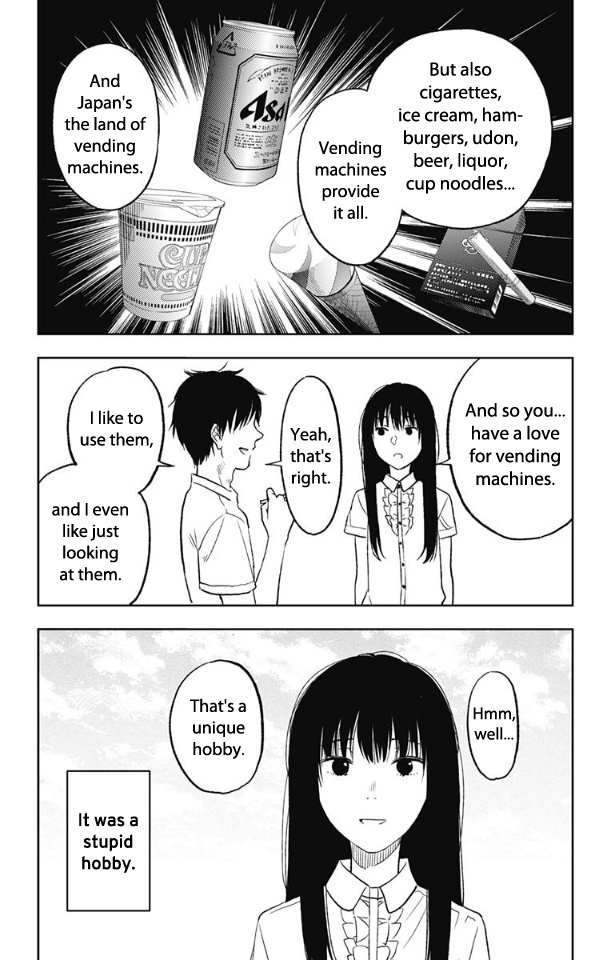 But also
cigarettes,
ice cream, ham-
burgers, udon,
beer, liquor,
cup noodles...
Vending
machines
provide
it all.
And
Japan's
the land of
vending
machines.
Asa
CUP
And so you...
have a love
for vending
machines.
Yeah,
that's
right.
I like to
use them,
and I even
like just
looking
at them.
Hmm,
well...
That's a
unique
hobby.
It was a
stupid
hobby.